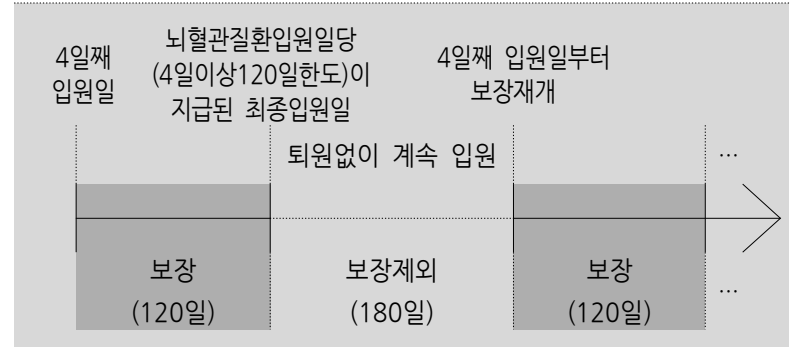 4일째
입원일
뇌혈관질환입원일당
(4일이상120일한도)이
지급된 최종입원일
4일째 입원일부터
보장재개
퇴원없이 계속 입원
…
보장
(120일)
보장제외
(180일)
보장
(120일)
…